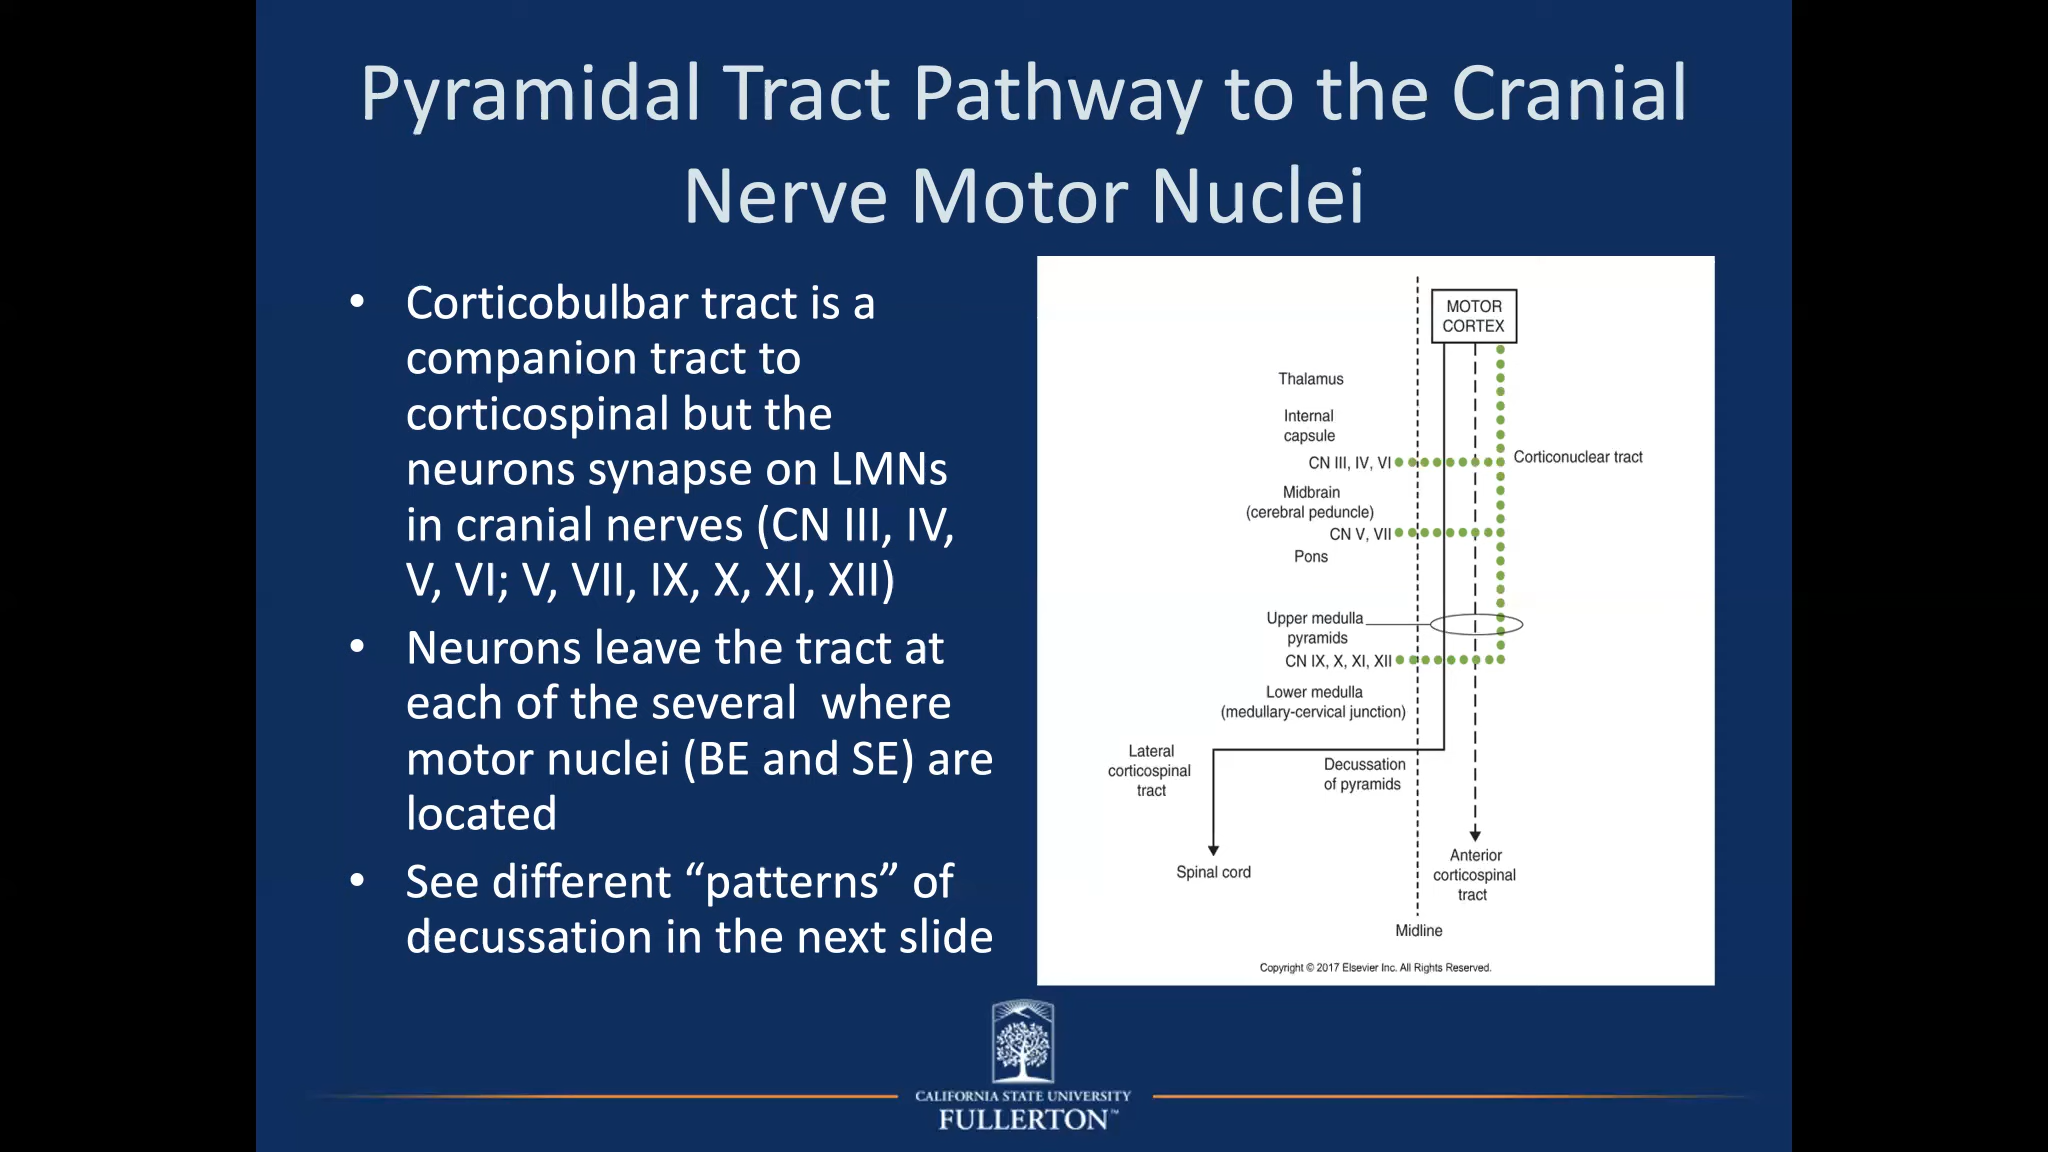 Pyramidal Tract Pathway to the Cranial
Nerve Motor Nuclei
• Corticobulbar tract is a
companion tract to
corticospinal but the
neurons synapse on LMNs
in cranial nerves (CN III, IV,
V, VI; V, VII, IX, X, XI, XII)
• Neurons leave the tract at
each of the several  where
motor nuclei (BE and SE) are
located
• See different “patterns” of
decussation in the next slide
MOTOR
CORTEX
Thalamus
Internal
capsule
CN III, IV, VI
Corticonuclear tract
Midbrain
(cerebral peduncle)
CN V, VII
Pons
Upper medulla
pyramids
CN IX, X, XI, XII
Lower medulla
(medullary-cervical junction)
Lateral
corticospinal
tract
Decussation
of pyramids
Spinal cord
Anterior
corticospinal
tract
Midline
Copyright © 2017 Elsevier Inc. All Rights Reserved.
CALIFORNIA STATE UNIVERSITY
FULLERTON™